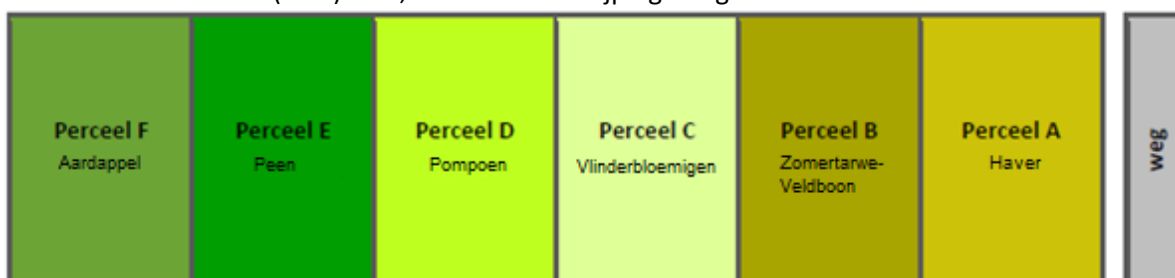 Perceel F
Aardappel
Perceel E
Peen
Perceel D
Pompoen
Perceel C
Vlinderbloemigen
Perceel B
Zomertarwe-
Veldboon
Perceel A
Haver
weg